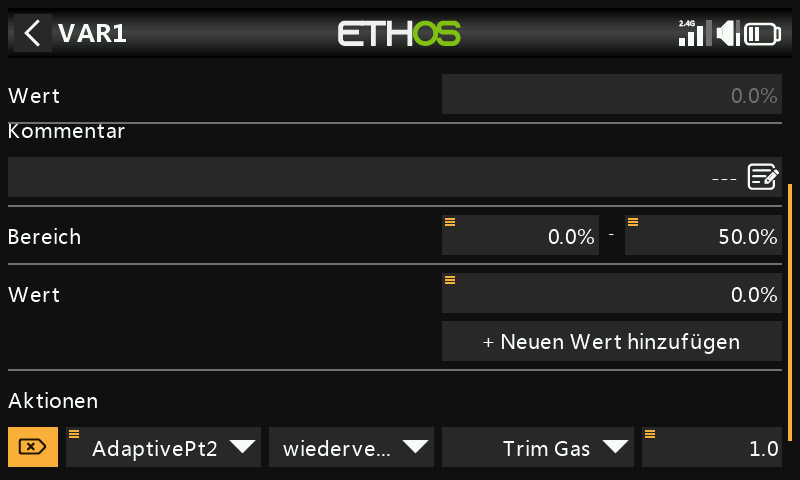 VAR1
ETHOS
2.4G
Wert
0.0%
Kommentar
---
Bereich
0.0% - 50.0%
Wert
0.0%
+ Neuen Wert hinzufügen
Aktionen
AdaptivePt2 wiederve... Trim Gas 1.0